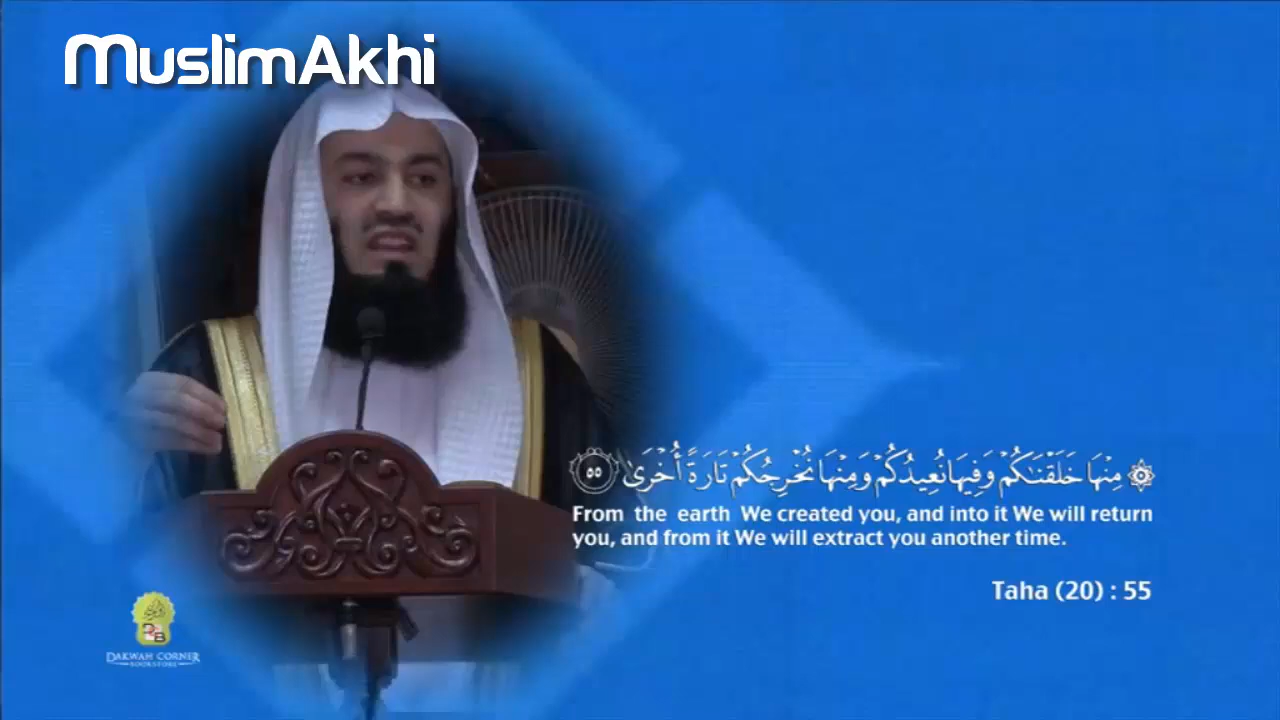 MuslimAkhi
مِنْهَا خَلَقْنَٰكُمْ وَفِيهَا نُعِيدُكُمْ وَمِنْهَا نُخْرِجُكُمْ تَارَةً أُخْرَىٰ ٥٥
From the earth We created you, and into it We will return
you, and from it We will extract you another time.
Taha (20) : 55
DAKWAH CORNER
BOOKSTORE